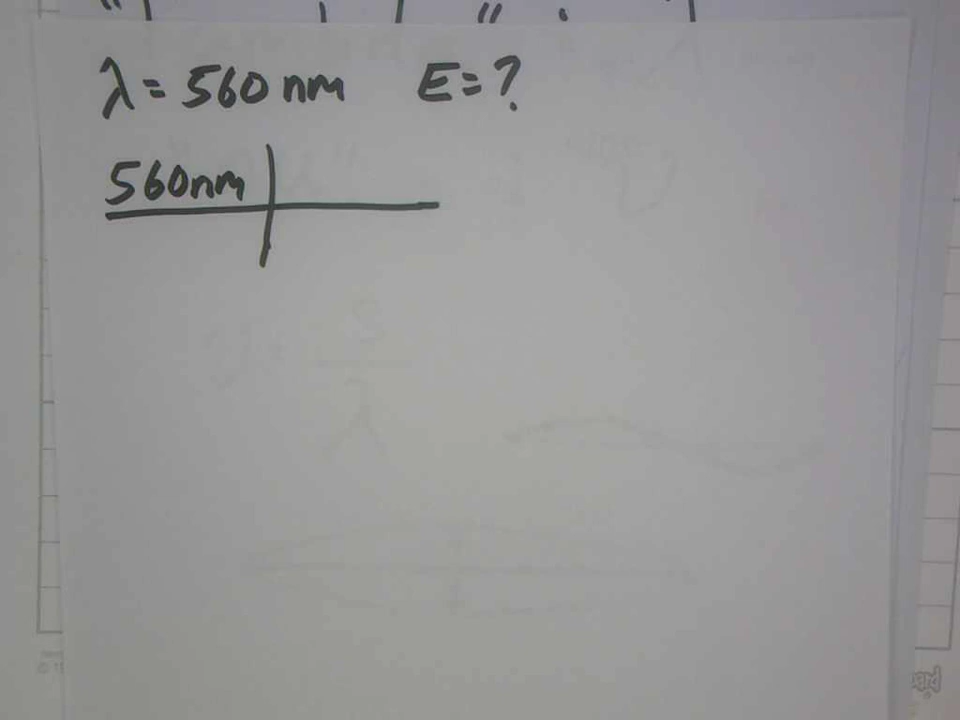 λ = 560 nm E = ?
560nm